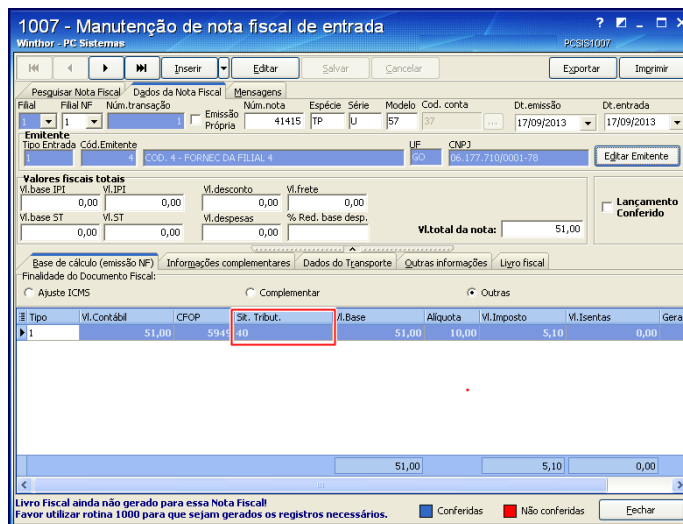 1007 - Manutenção de nota fiscal de entrada
Winthor - PC Sistemas
PCSIS1007
Inserir Editar Salvar Cancelar Exportar Imprimir
Pesquisar Nota Fiscal Dados da Nota Fiscal Mensagens
Filial Filial NF Núm.transação Emissão Própria Núm.nota Espécie Série Modelo Cod. conta Dt.emissão Dt.entrada
1 1 1 41415 TP U 57 37 ... 17/09/2013 17/09/2013
Emitente
Tipo Entrada Cód.Emitente UF CNPJ
1 4 COD. 4 - FORNEC DA FILIAL 4 GO 06.177.710/0001-78 Editar Emitente
Valores fiscais totais
Vl.base IPI Vl.IPI Vl.desconto Vl.frete
0,00 0,00 0,00 0,00
Lançamento Conferido
Vl.base ST Vl.ST Vl.despesas % Red. base desp.
0,00 0,00 0,00 Vl.total da nota: 51,00
Base de cálculo (emissão NF) Informações complementares Dados do Transporte Outras informações Livro fiscal
Finalidade do Documento Fiscal:
Ajuste ICMS Complementar Outras
Tipo Vl.Contábil CFOP Sit. Tribut. Vl.Base Alíquota Vl.Imposto Vl.Isentas Gera
1 51,00 5949 40 51,00 10,00 5,10 0,00
51,00 5,10 0,00
Livro Fiscal ainda não gerado para essa Nota Fiscal!
Favor utilizar rotina 1000 para que sejam gerados os registros necessários.
Conferidas Não conferidas Fechar